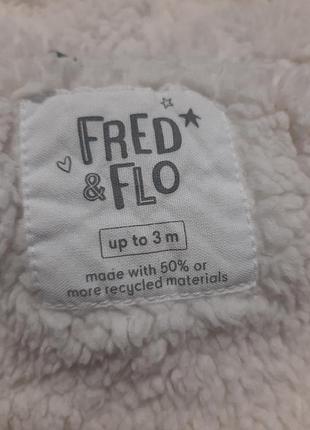 FRED
& FLO
up to 3 m
made with 50% or
more recycled materials